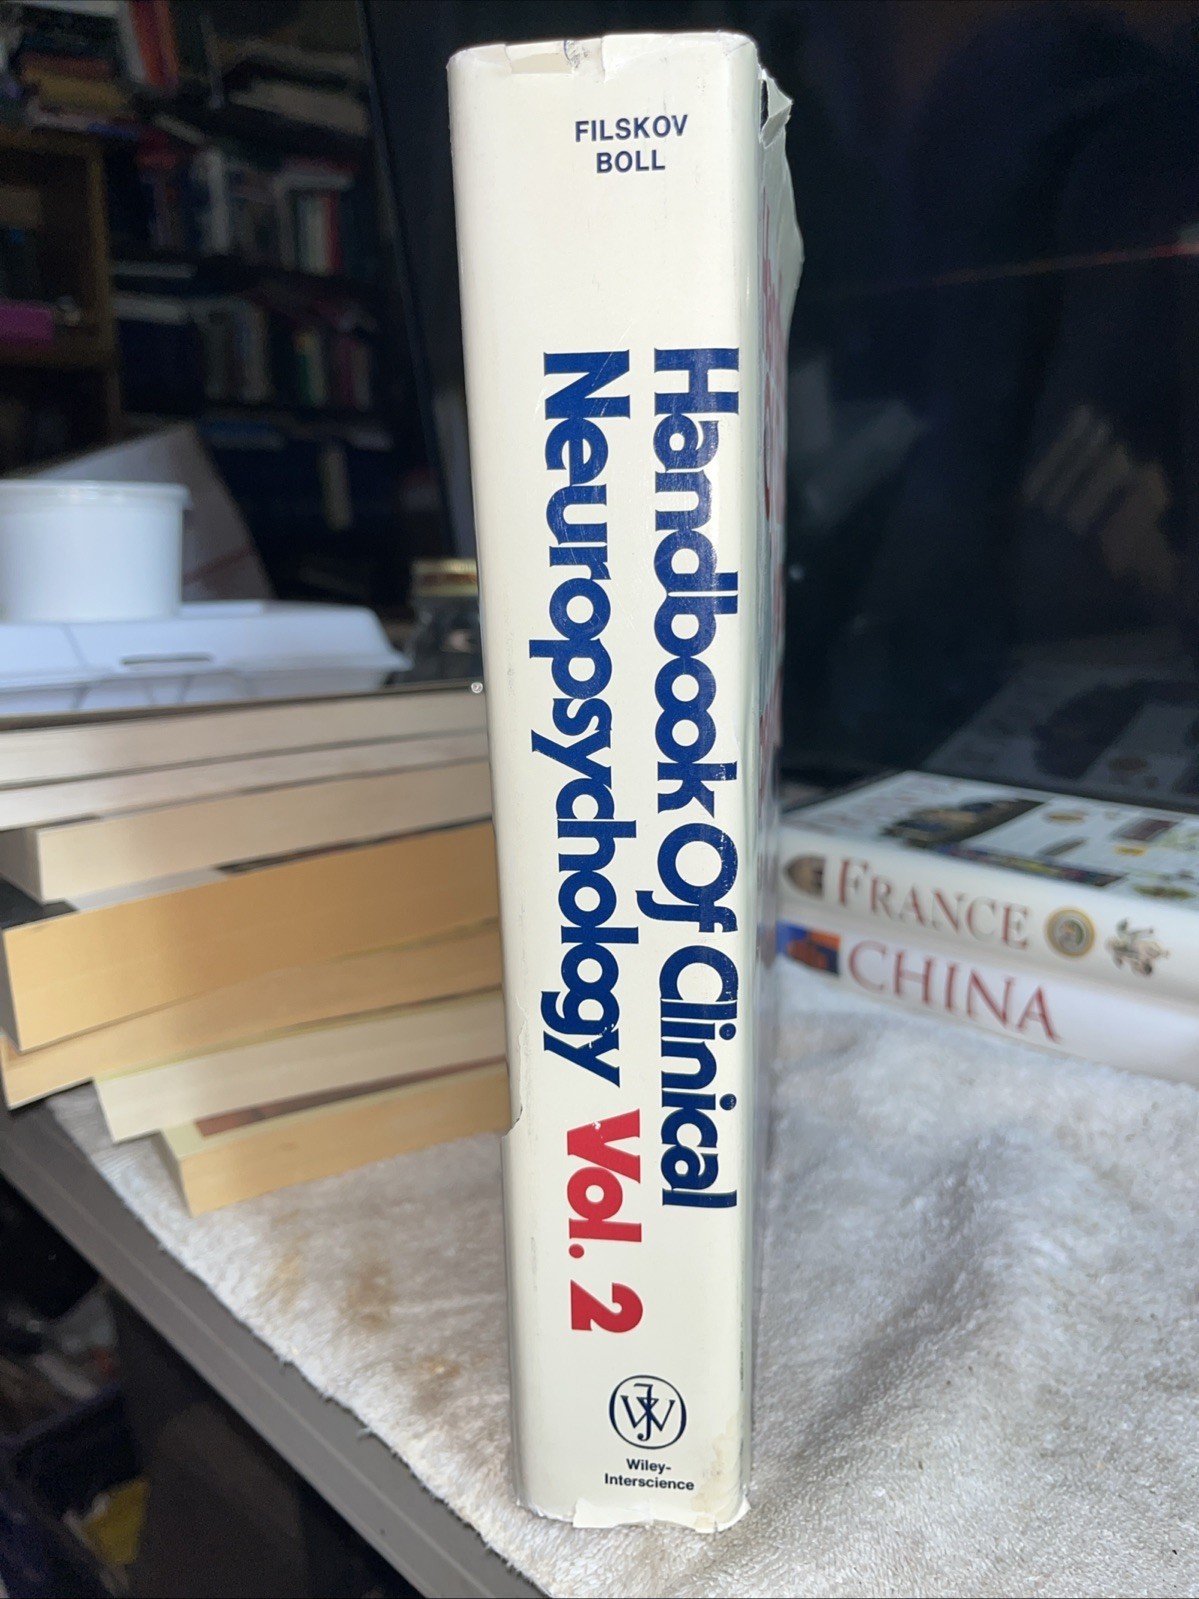 FILSKOV
BOLL
Handbook Of Clinical
Neuropsychology Vol. 2
Wiley-
Interscience
FRANCE
CHINA